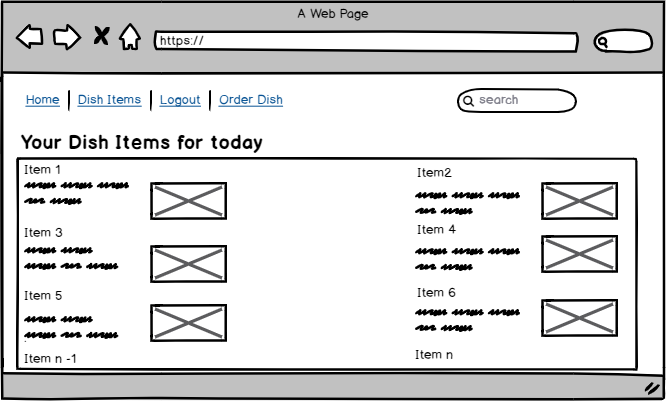 A Web Page
https://
Home | Dish Items | Logout | Order Dish
search
Your Dish Items for today
Item 1
Item2
Item 3
Item 4
Item 5
Item 6
Item n -1
Item n